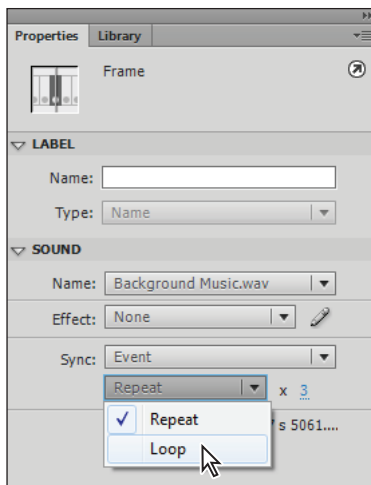 Properties Library
Frame
LABEL
Name:
Type: Name
SOUND
Name: Background Music.wav
Effect: None
Sync: Event
Repeat x 3
Repeat
Loop
s 5061....